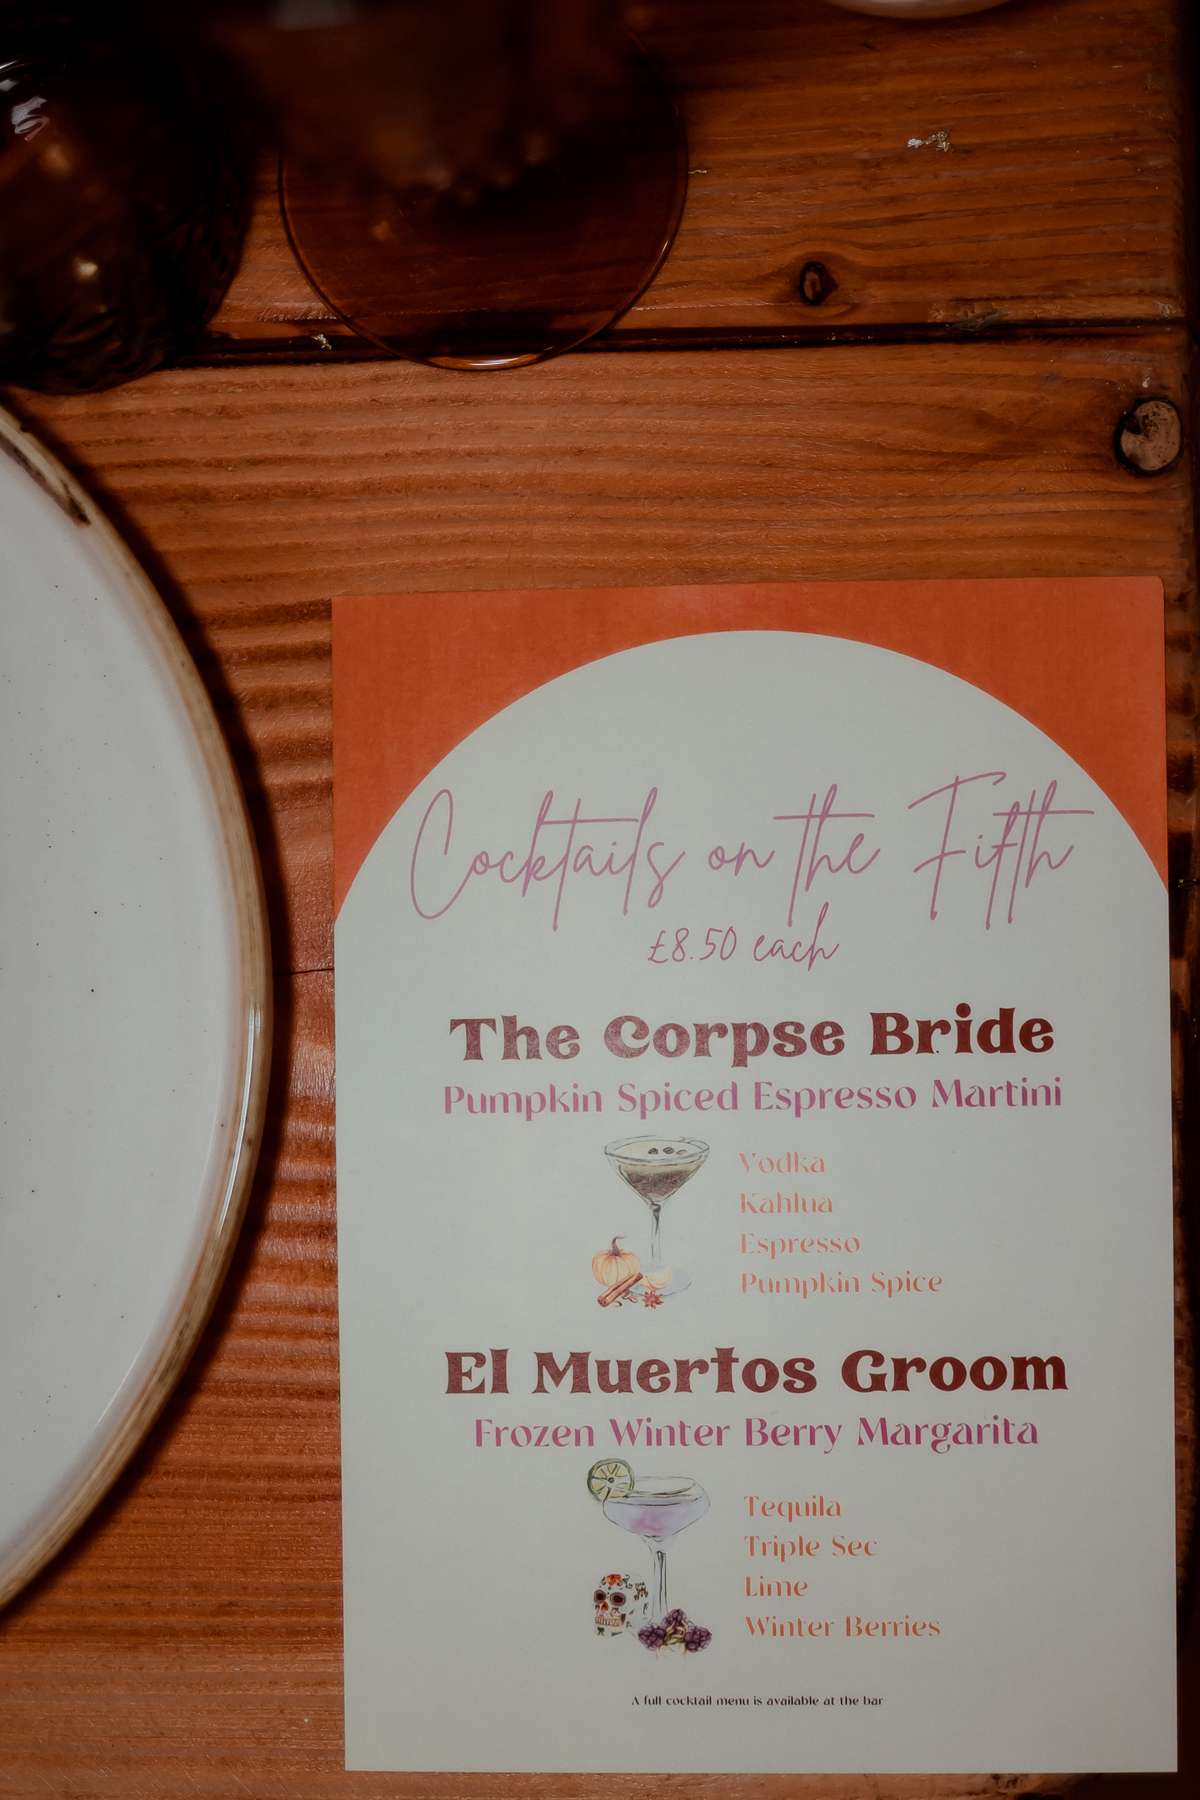 Cocktails on the Fifth
£8.50 each
The Corpse Bride
Pumpkin Spiced Espresso Martini
Vodka
Kahlua
Espresso
Pumpkin Spice
El Muertos Groom
Frozen Winter Berry Margarita
Tequila
Triple Sec
Lime
Winter Berries
A full cocktail menu is available at the bar